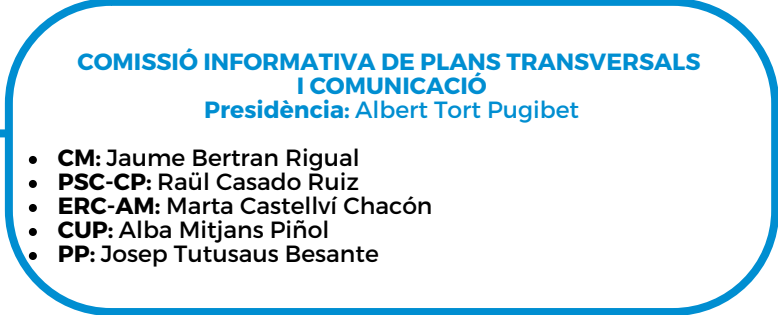 COMISSIÓ INFORMATIVA DE PLANS TRANSVERSALS
I COMUNICACIÓ
Presidència: Albert Tort Pugibet
• CM: Jaume Bertran Rigual
• PSC-CP: Raül Casado Ruiz
• ERC-AM: Marta Castellví Chacón
• CUP: Alba Mitjans Piñol
• PP: Josep Tutusaus Besante